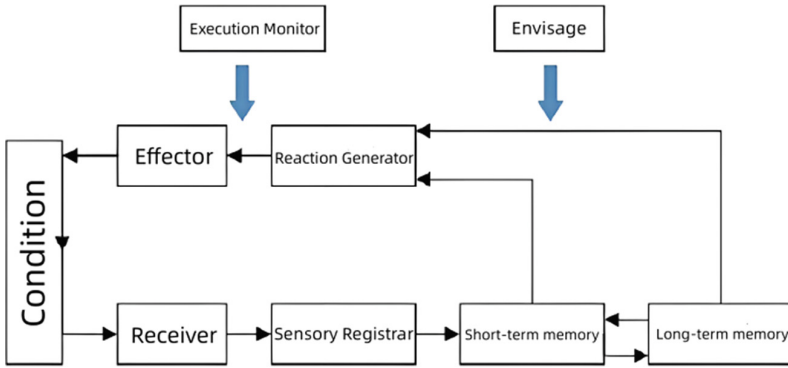 Execution Monitor
Envisage
Effector
Reaction Generator
Condition
Receiver
Sensory Registrar
Short-term memory
Long-term memory